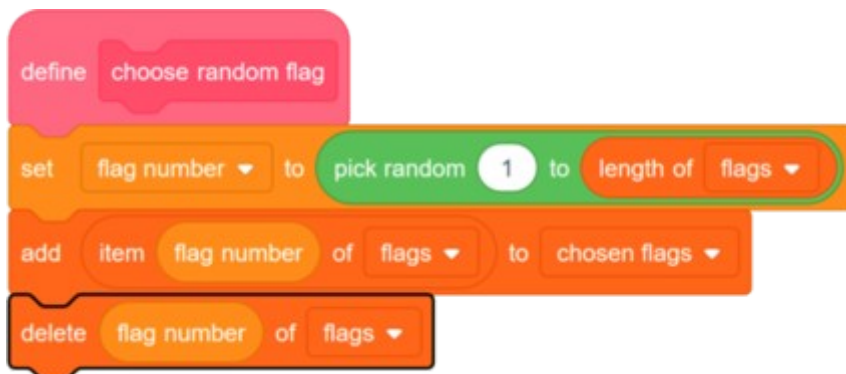 define choose random flag
set flag number to pick random 1 to length of flags
add item flag number of flags to chosen flags
delete flag number of flags